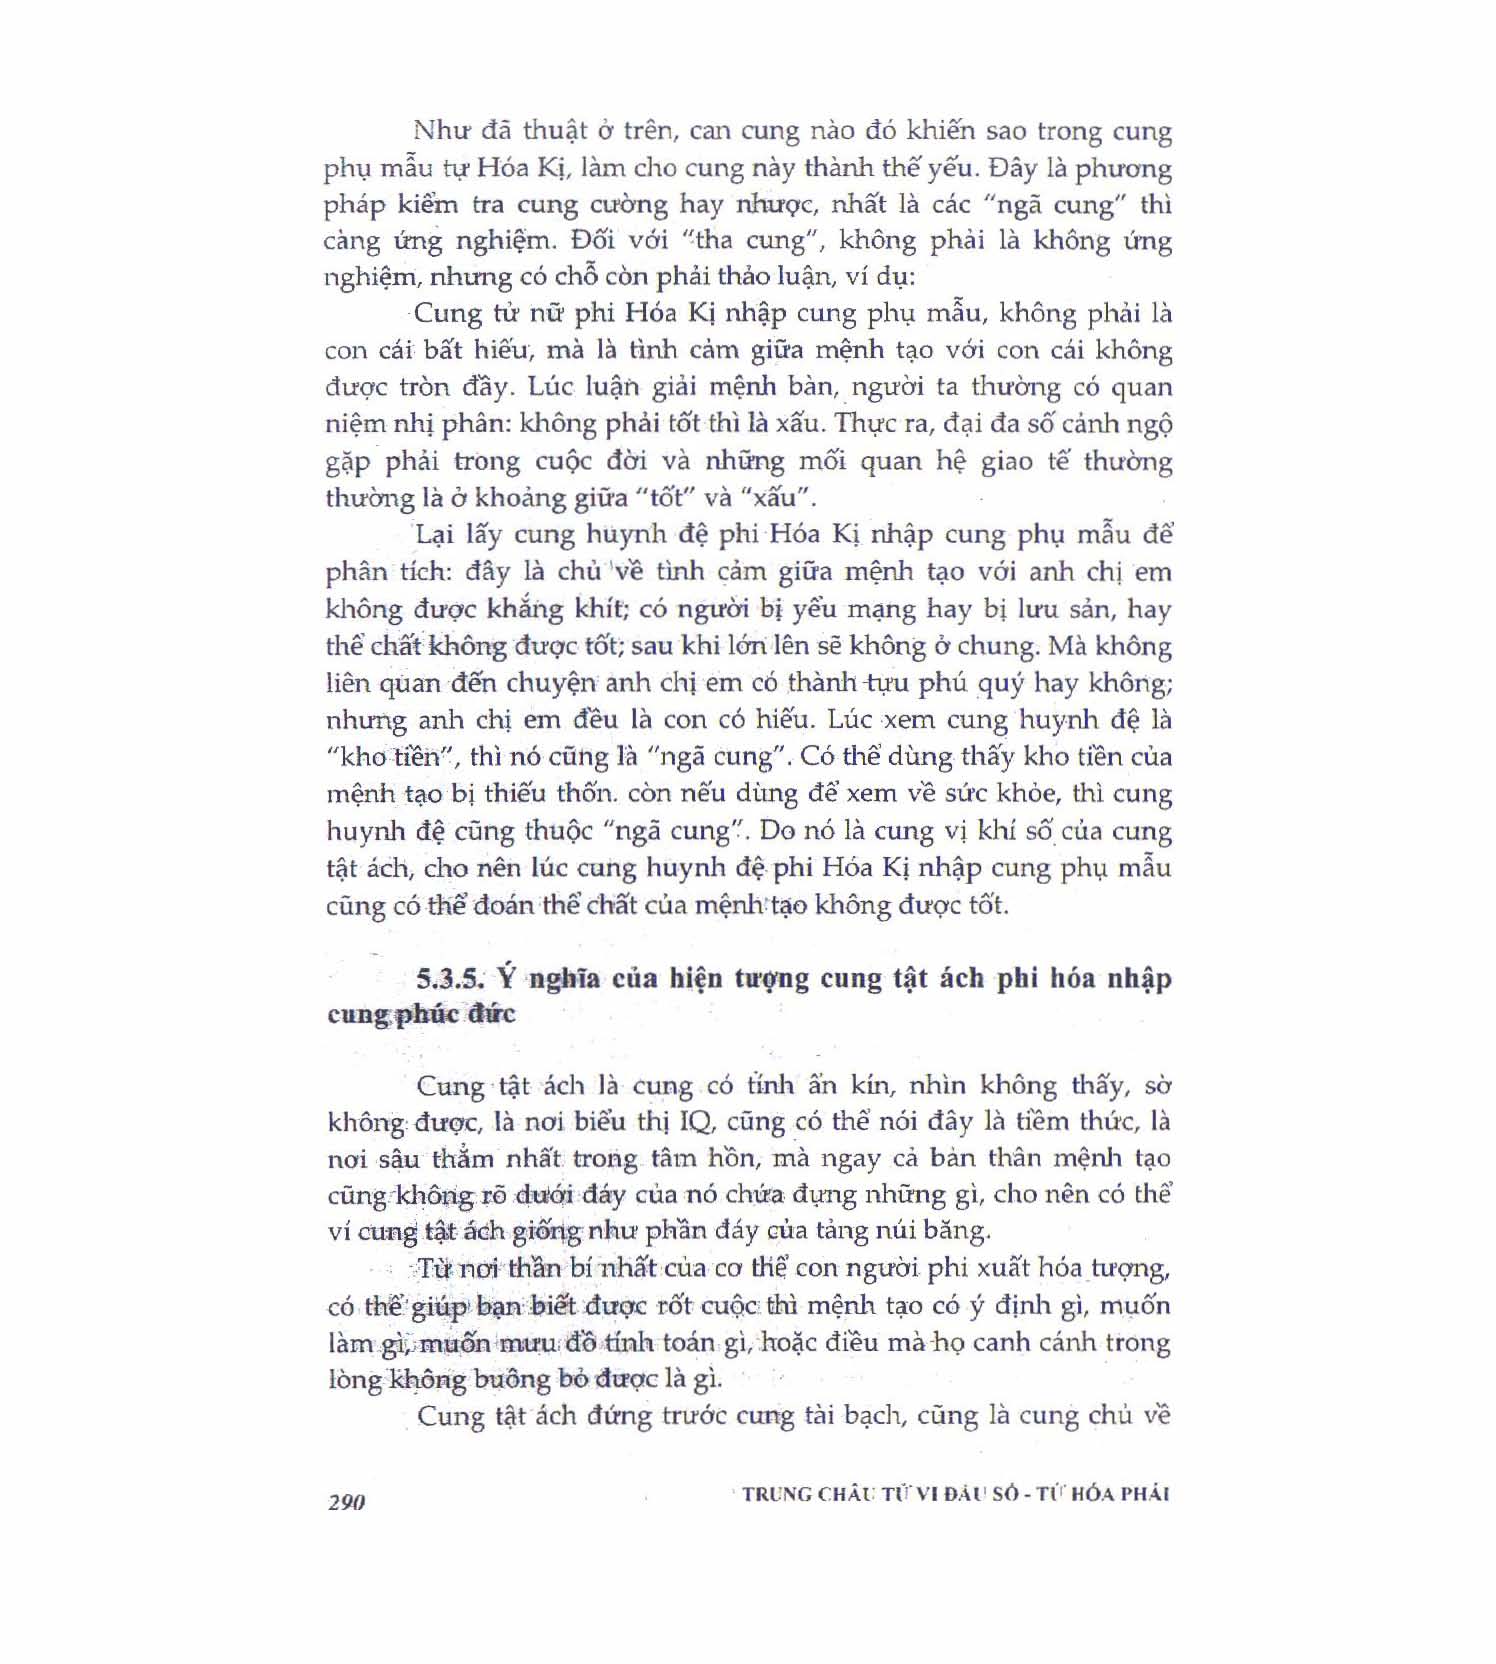 Như đã thuật ở trên, can cung nào đó khiến sao trong cung
phụ mẫu tự Hóa Kị, làm cho cung này thành thế yếu. Đây là phương
pháp kiểm tra cung cường hay nhược, nhất là các "ngã cung" thì
càng ứng nghiệm. Đối với "tha cung", không phải là không ứng
nghiệm, nhưng có chỗ còn phải thảo luận, ví dụ:
Cung tử nữ phi Hóa Kị nhập cung phụ mẫu, không phải là
con cái bất hiếu, mà là tình cảm giữa mệnh tạo với con cái không
được tròn đầy. Lúc luận giải mệnh bàn, người ta thường có quan
niệm nhị phân: không phải tốt thì là xấu. Thực ra, đại đa số cảnh ngộ
gặp phải trong cuộc đời và những mối quan hệ giao tế thường
thường là ở khoảng giữa "tốt" và "xấu".
Lại lấy cung huynh đệ phi Hóa Kị nhập cung phụ mẫu để
phân tích: đây là chủ về tình cảm giữa mệnh tạo với anh chị em
không được khắng khít; có người bị yểu mạng hay bị lưu sản, hay
thể chất không được tốt; sau khi lớn lên sẽ không ở chung. Mà không
liên quan đến chuyện anh chị em có thành tựu phú quý hay không;
nhưng anh chị em đều là con có hiếu. Lúc xem cung huynh đệ là
"kho tiền", thì nó cũng là "ngã cung". Có thể dùng thấy kho tiền của
mệnh tạo bị thiếu thốn. còn nếu dùng để xem về sức khỏe, thì cung
huynh đệ cũng thuộc "ngã cung". Do nó là cung vị khí số của cung
tật ách, cho nên lúc cung huynh đệ phi Hóa Kị nhập cung phụ mẫu
cũng có thể đoán thể chất của mệnh tạo không được tốt.
5.3.5. Ý nghĩa của hiện tượng cung tật ách phi hóa nhập
cung phúc đức
Cung tật ách là cung có tính ẩn kín, nhìn không thấy, sờ
không được, là nơi biểu thị IQ, cũng có thể nói đây là tiềm thức, là
nơi sâu thẳm nhất trong tâm hồn, mà ngay cả bản thân mệnh tạo
cũng không rõ dưới đáy của nó chứa đựng những gì, cho nên có thể
ví cung tật ách giống như phần đáy của tảng núi băng.
Từ nơi thần bí nhất của cơ thể con người phi xuất hóa tượng,
có thể giúp bạn biết được rốt cuộc thì mệnh tạo có ý định gì, muốn
làm gì, muốn mưu đồ tính toán gì, hoặc điều mà họ canh cánh trong
lòng không buông bỏ được là gì.
Cung tật ách đứng trước cung tài bạch, cũng là cung chủ về
290
TRUNG CHÂU TỬ VI ĐẨU SỐ - TỨ HÓA PHÁI